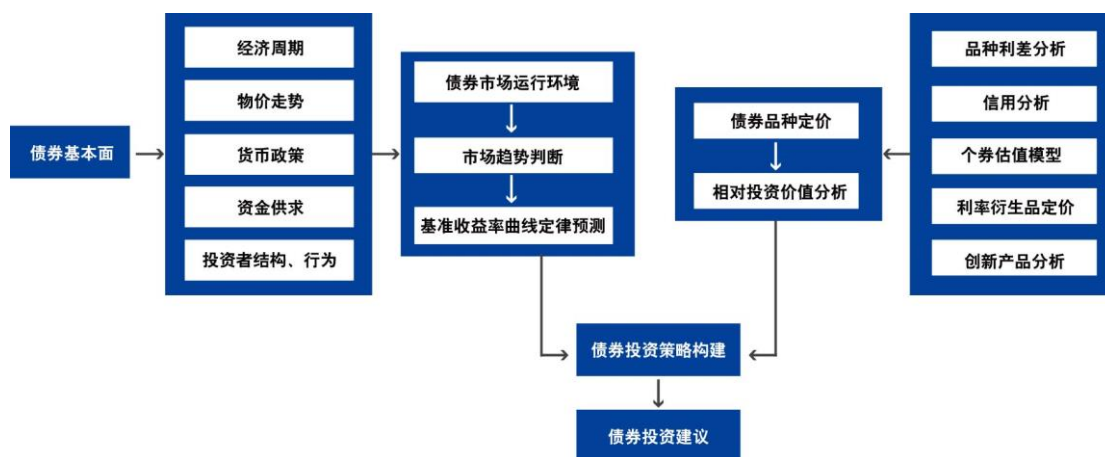 债券基本面
经济周期
物价走势
货币政策
资金供求
投资者结构、行为
债券市场运行环境
市场趋势判断
基准收益率曲线定律预测
债券品种定价
相对投资价值分析
品种利差分析
信用分析
个券估值模型
利率衍生品定价
创新产品分析
债券投资策略构建
债券投资建议